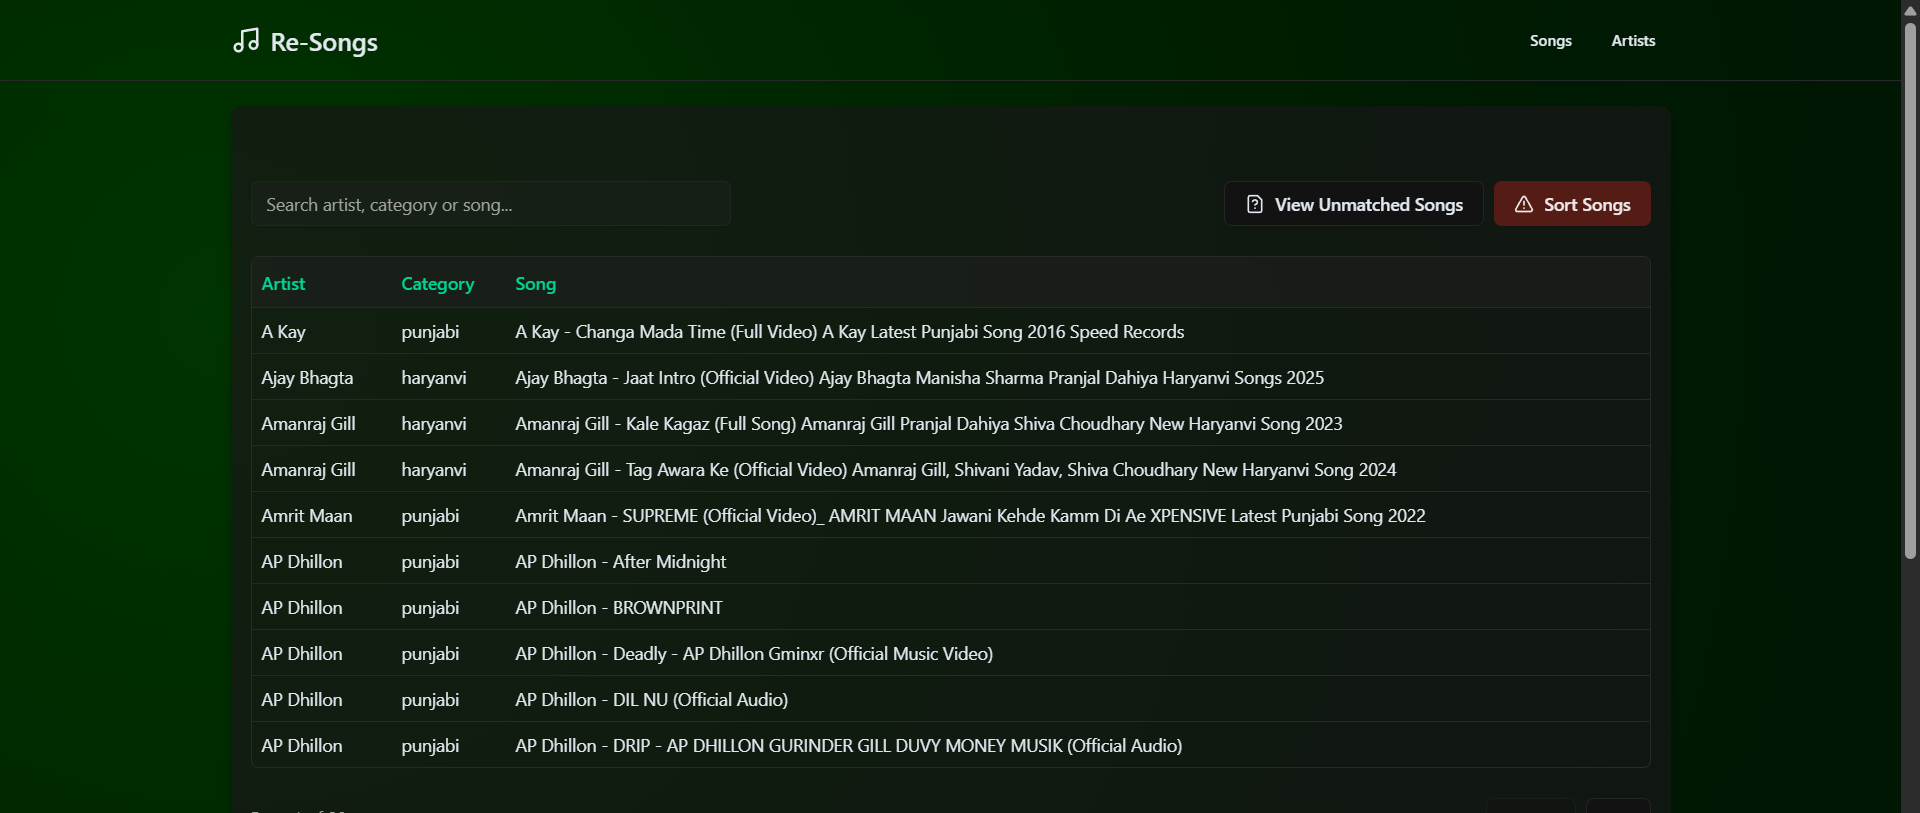 Re-Songs
Songs Artists
Search artist, category or song...
View Unmatched Songs
Sort Songs
Artist Category Song
A Kay punjabi A Kay - Changa Mada Time (Full Video) A Kay Latest Punjabi Song 2016 Speed Records
Ajay Bhagta haryanvi Ajay Bhagta - Jaat Intro (Official Video) Ajay Bhagta Manisha Sharma Pranjal Dahiya Haryanvi Songs 2025
Amanraj Gill haryanvi Amanraj Gill - Kale Kagaz (Full Song) Amanraj Gill Pranjal Dahiya Shiva Choudhary New Haryanvi Song 2023
Amanraj Gill haryanvi Amanraj Gill - Tag Awara Ke (Official Video) Amanraj Gill, Shivani Yadav, Shiva Choudhary New Haryanvi Song 2024
Amrit Maan punjabi Amrit Maan - SUPREME (Official Video)_ AMRIT MAAN Jawani Kehde Kamm Di Ae XPENSIVE Latest Punjabi Song 2022
AP Dhillon punjabi AP Dhillon - After Midnight
AP Dhillon punjabi AP Dhillon - BROWNPRINT
AP Dhillon punjabi AP Dhillon - Deadly - AP Dhillon Gminxr (Official Music Video)
AP Dhillon punjabi AP Dhillon - DIL NU (Official Audio)
AP Dhillon punjabi AP Dhillon - DRIP - AP DHILLON GURINDER GILL DUVY MONEY MUSIK (Official Audio)